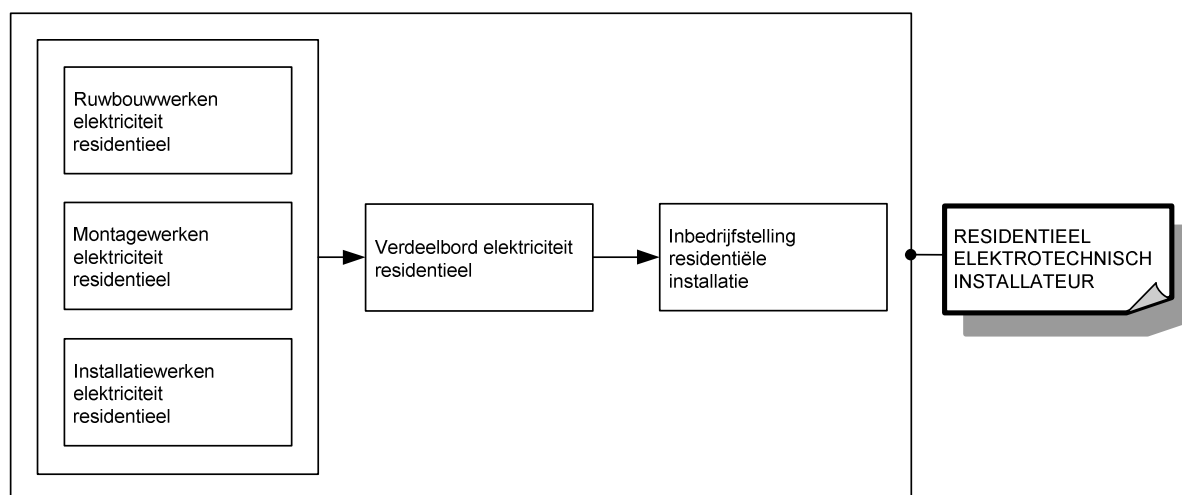 Ruwbouwwerken
elektriciteit
residentieel
Montagewerken
elektriciteit
residentieel
Installatiewerken
elektriciteit
residentieel
Verdeelbord elektriciteit
residentieel
Inbedrijfstelling
residentiële
installatie
RESIDENTIEEL
ELEKTROTECHNISCH
INSTALLATEUR